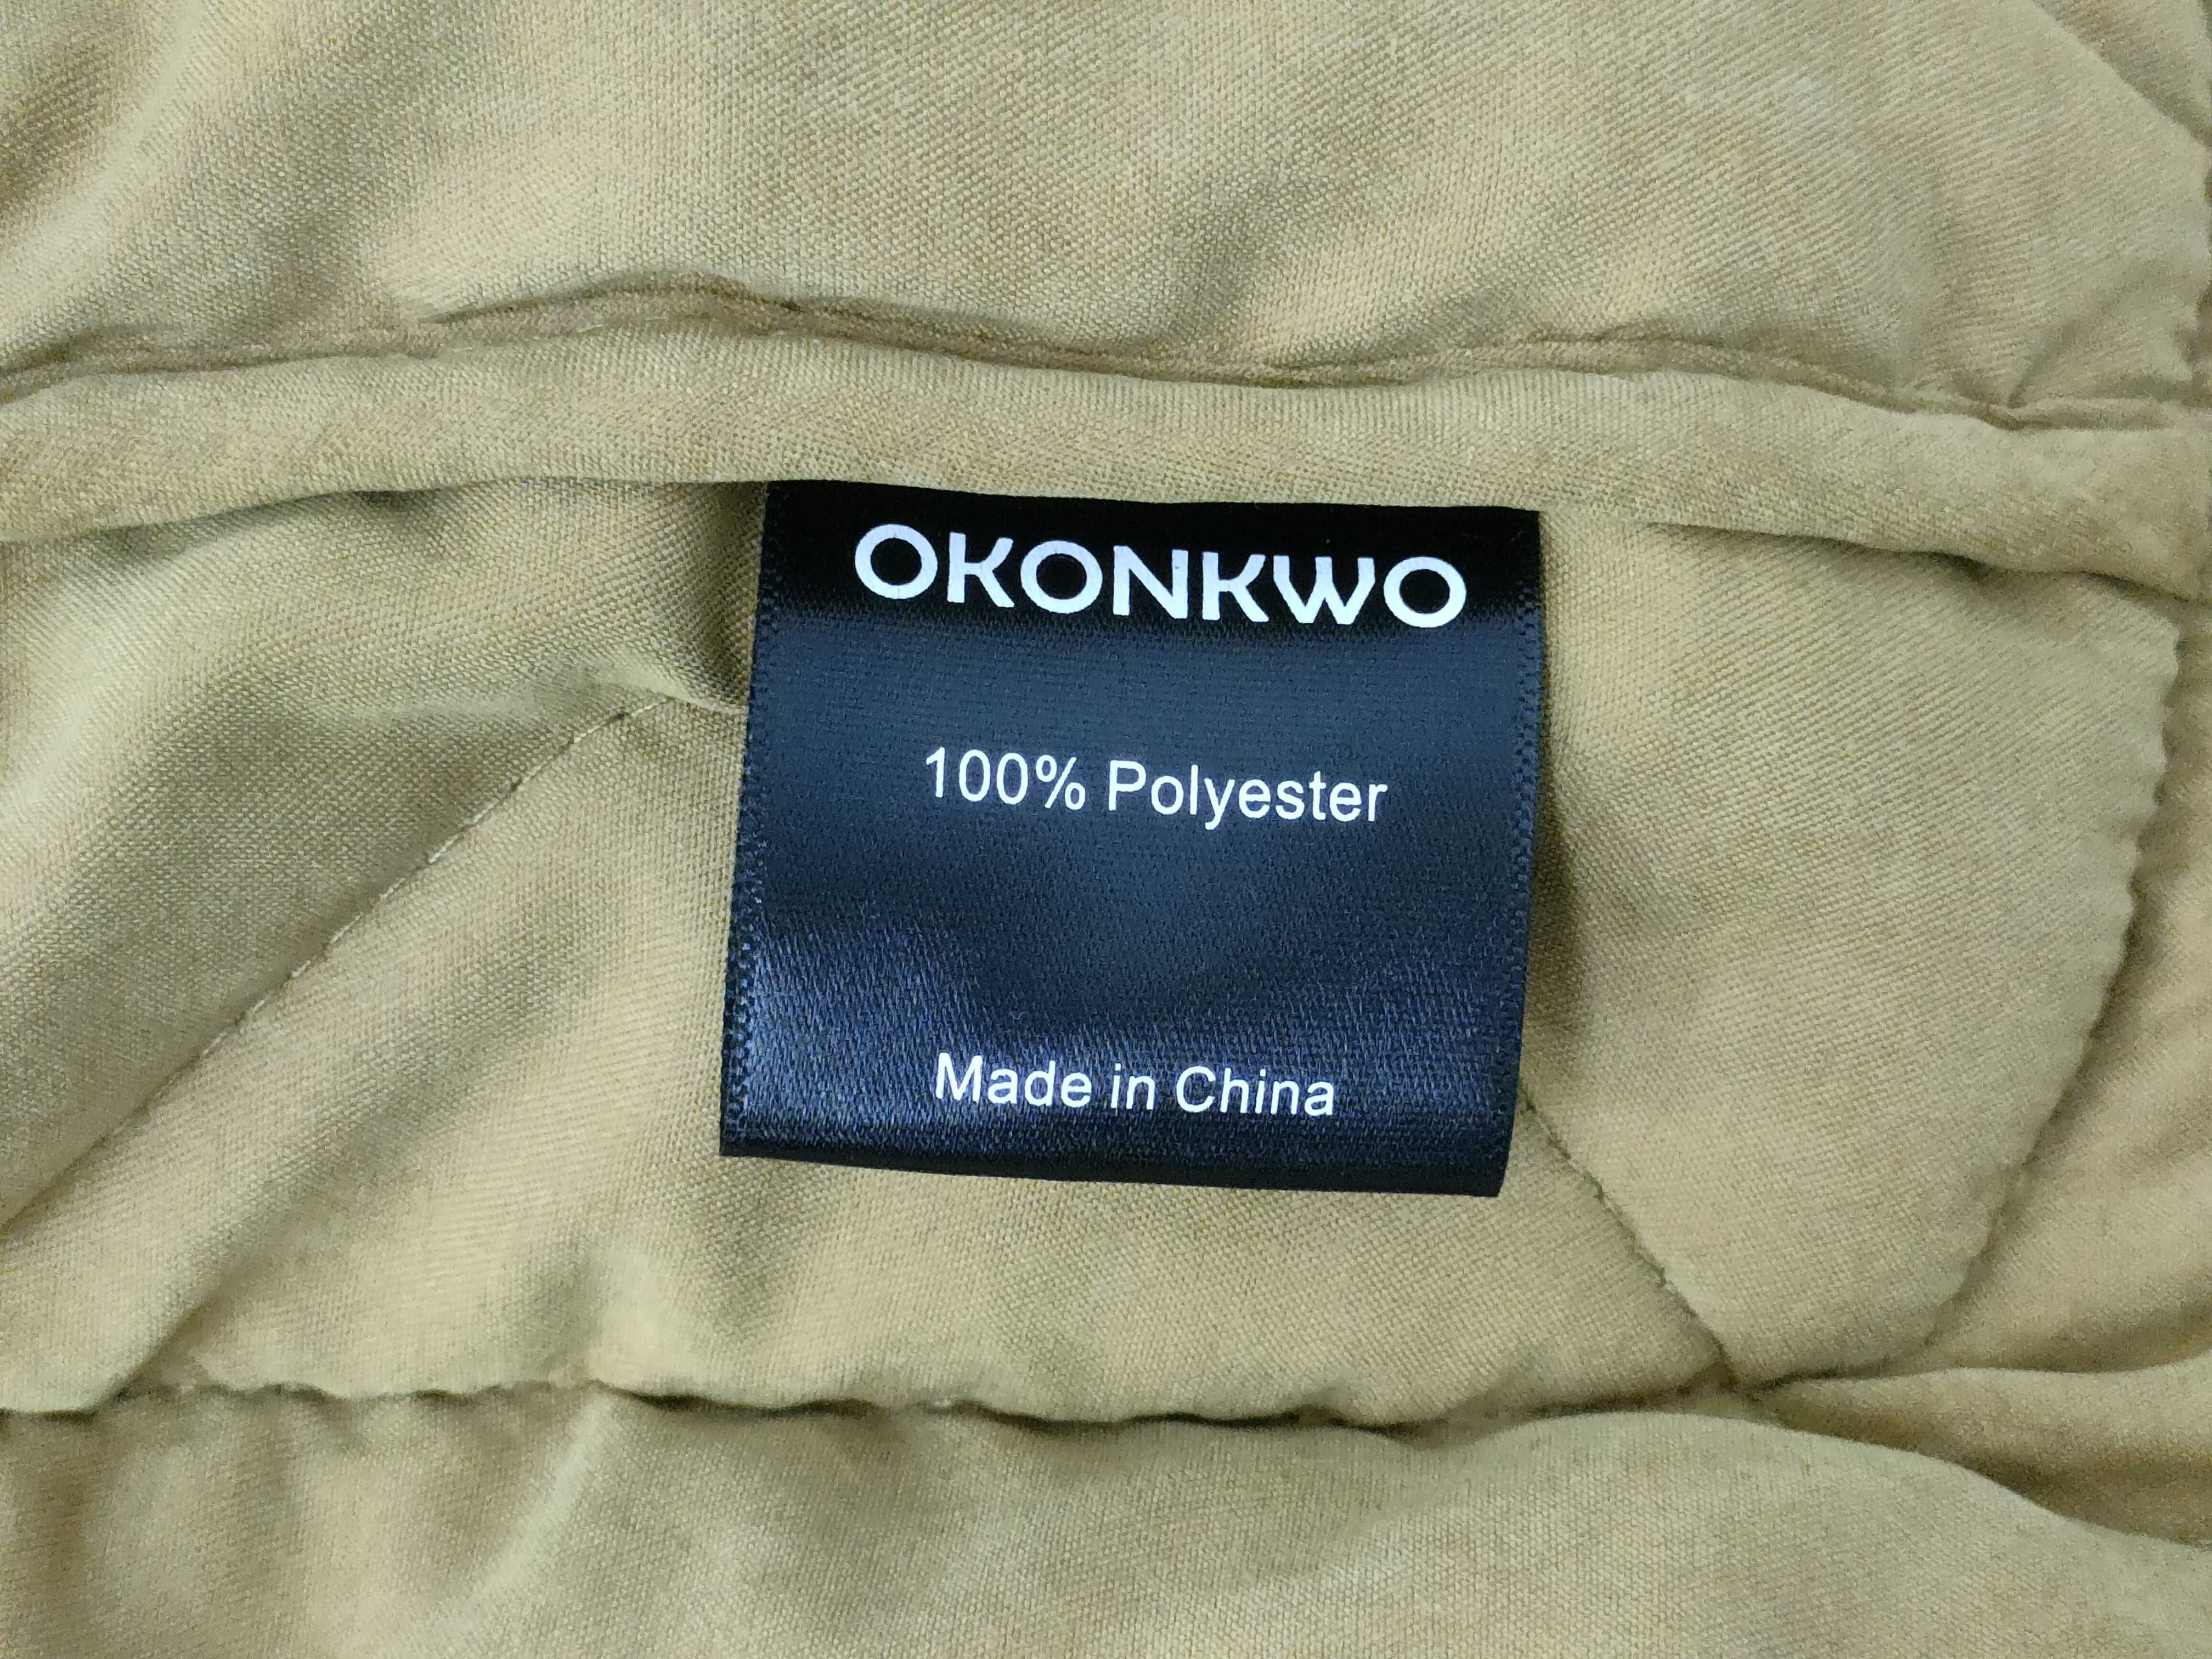 OKONKWO
100% Polyester
Made in China